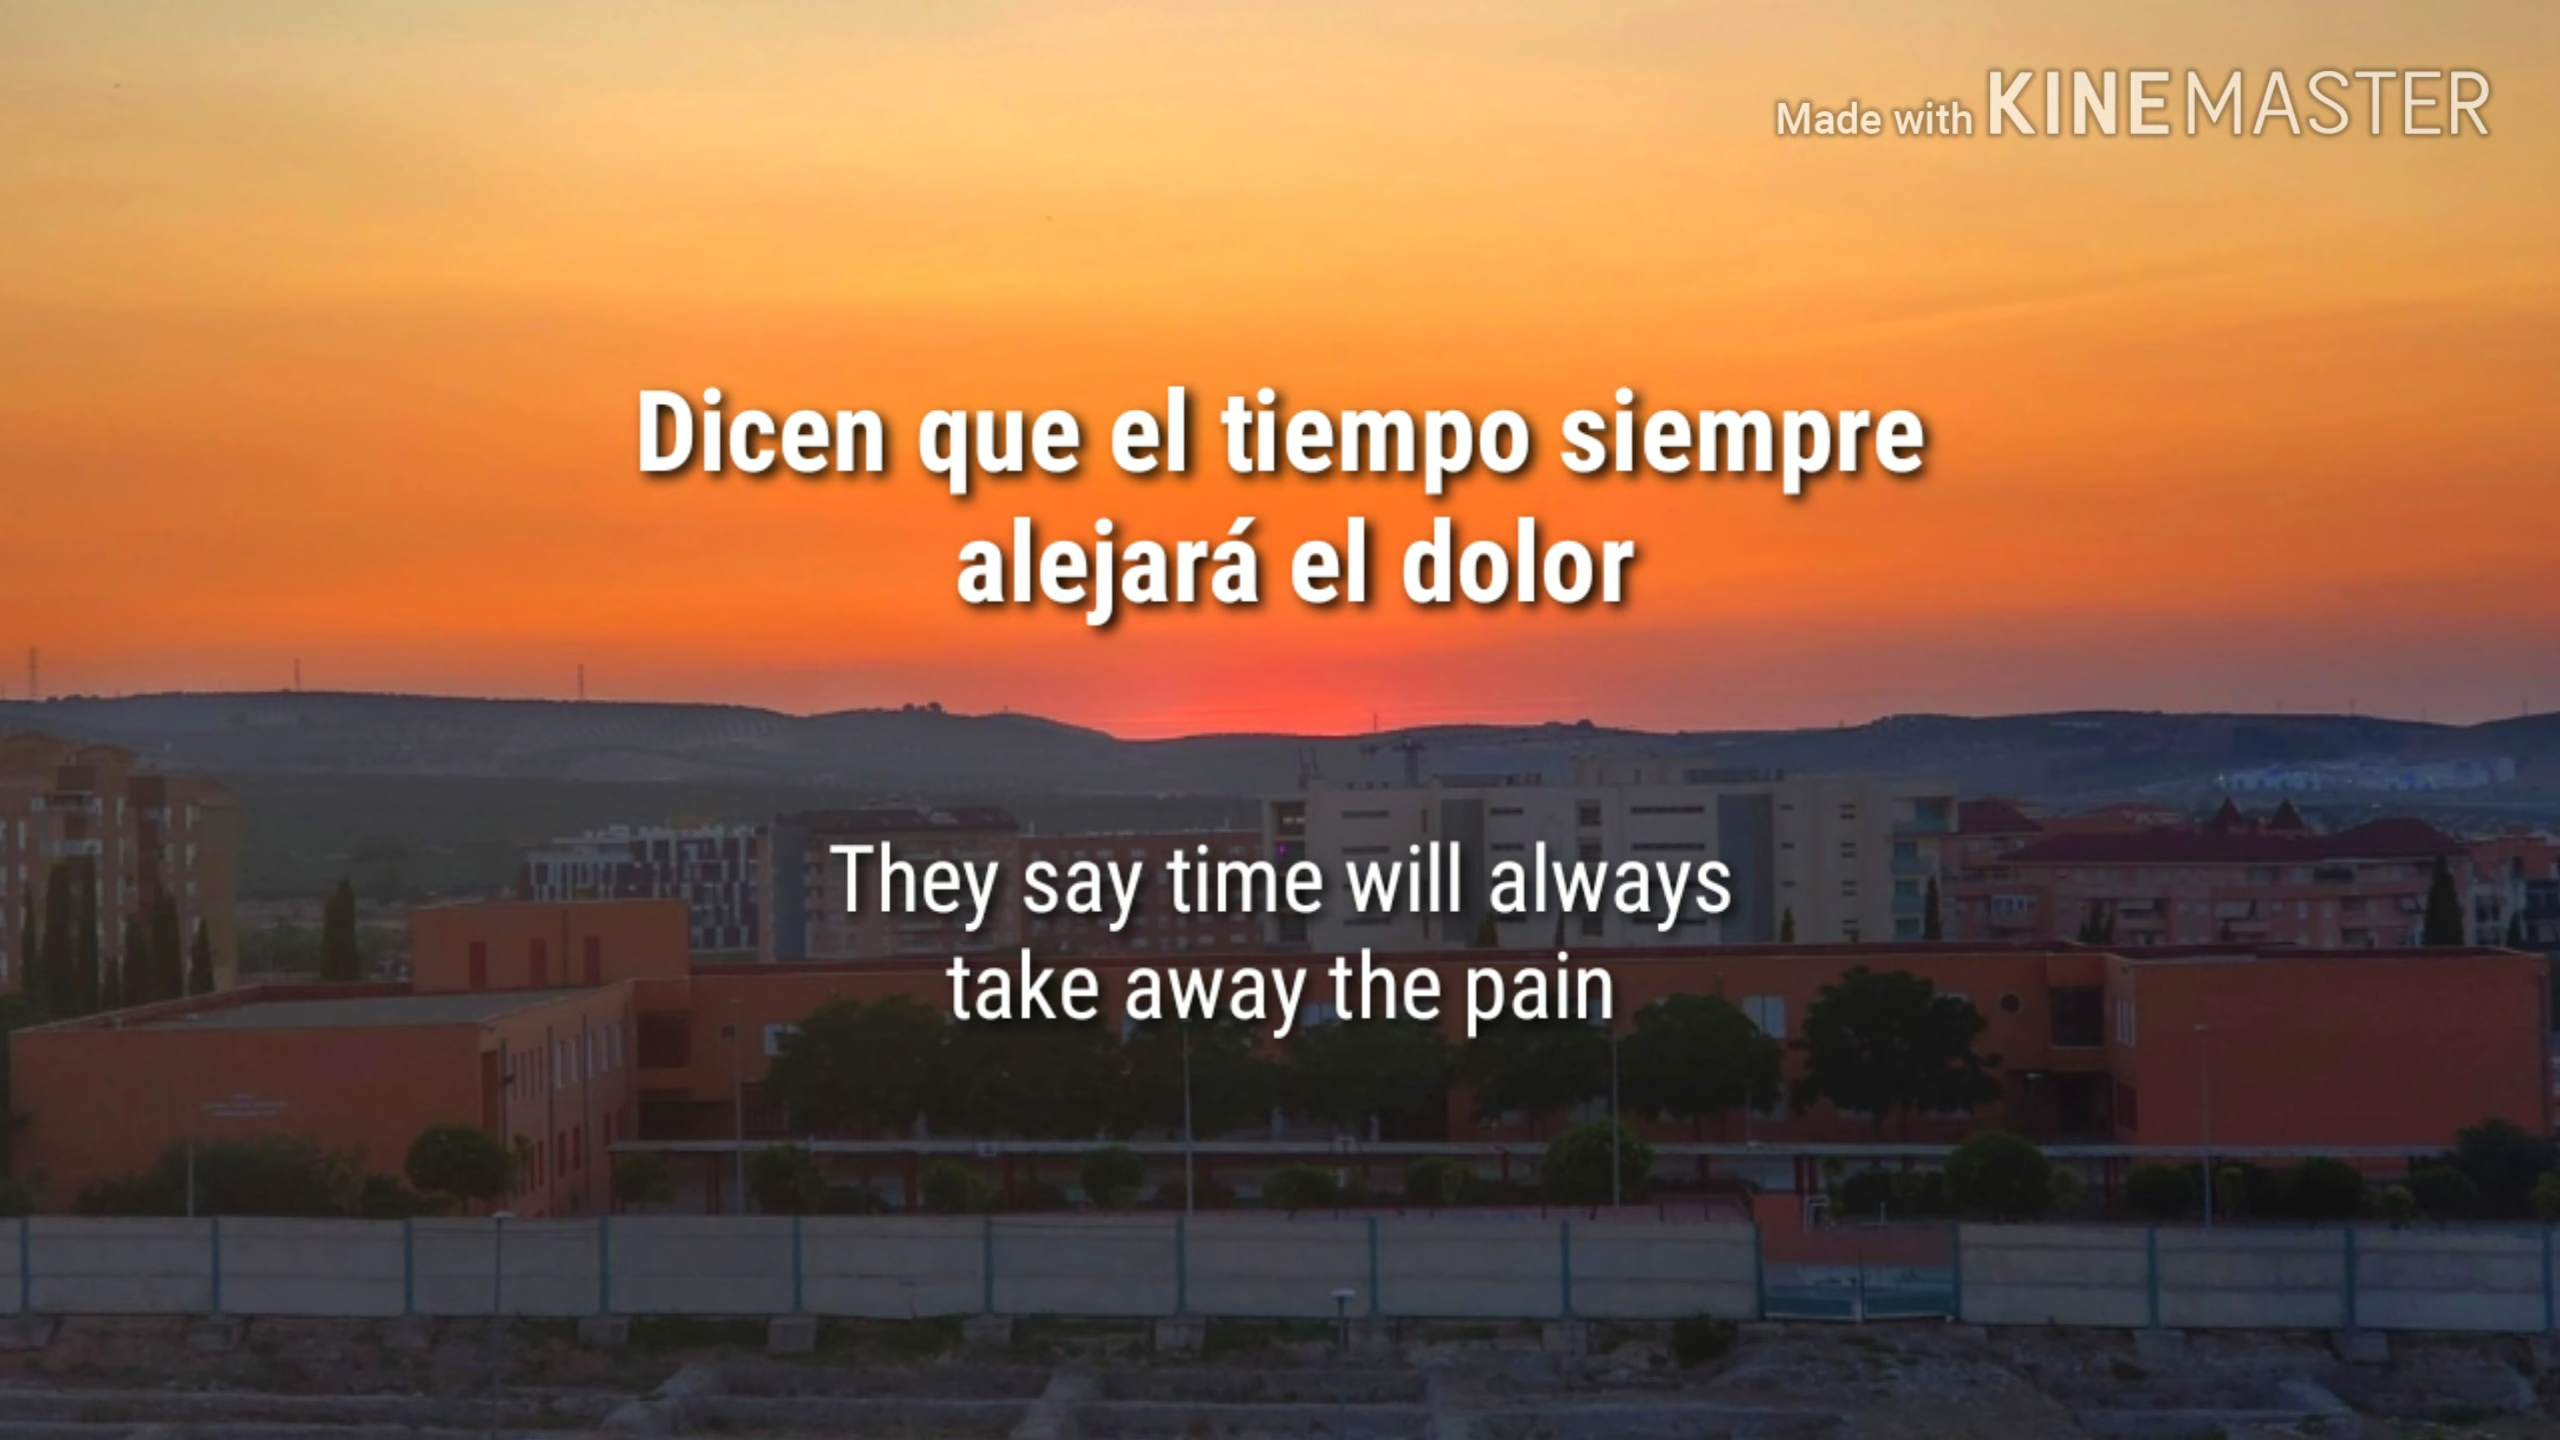 Made with KINEMASTER
Dicen que el tiempo siempre
alejará el dolor
They say time will always
take away the pain